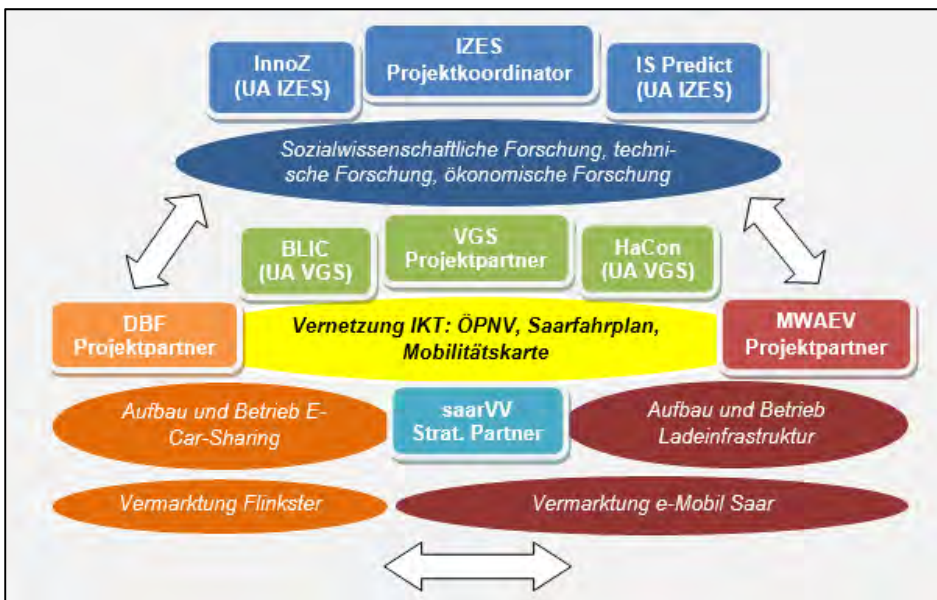 InnoZ
(UA IZES)
IZES
Projektkoordinator
IS Predict
(UA IZES)
Sozialwissenschaftliche Forschung, techni-
sche Forschung, ökonomische Forschung
BLIC
(UA VGS)
VGS
Projektpartner
HaCon
(UA VGS)
DBF
Projektpartner
Vernetzung IKT: ÖPNV, Saarfahrplan,
Mobilitätskarte
MWAEV
Projektpartner
Aufbau und Betrieb E-
Car-Sharing
saarVV
Strat. Partner
Aufbau und Betrieb
Ladeinfrastruktur
Vermarktung Flinkster
Vermarktung e-Mobil Saar